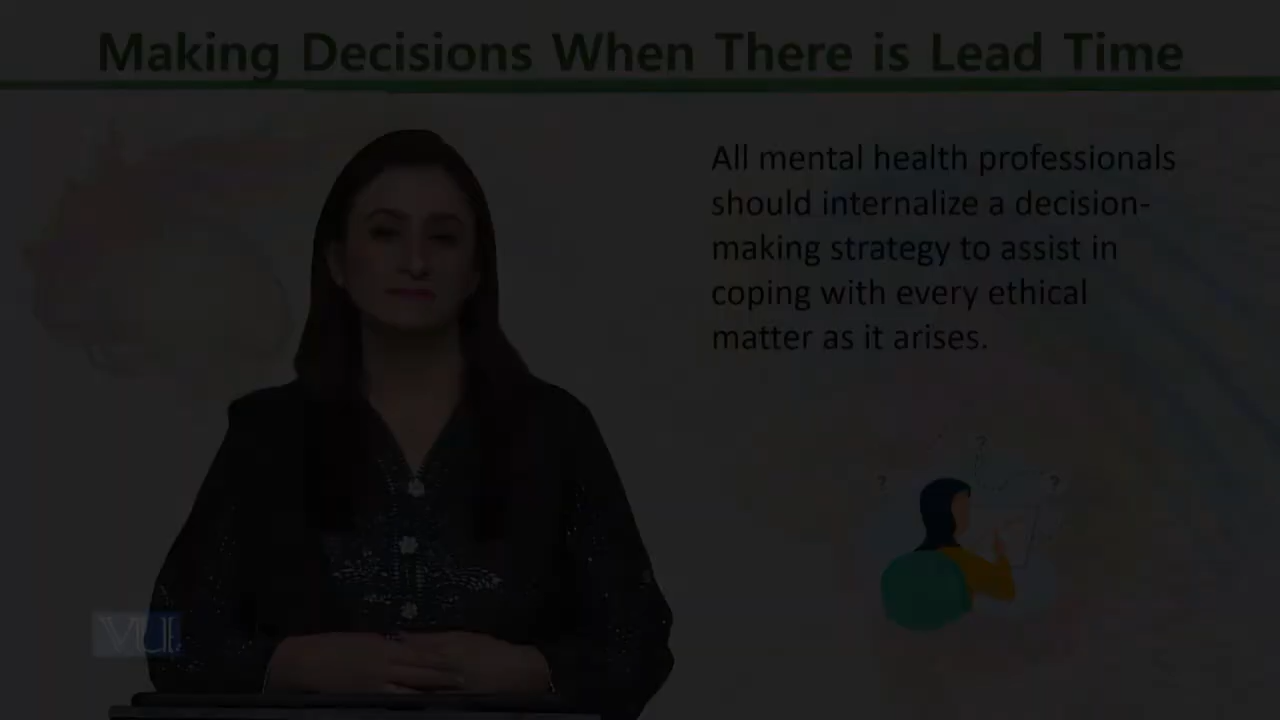 Making Decisions When There is Lead Time
All mental health professionals
should internalize a decision-
making strategy to assist in
coping with every ethical
matter as it arises.
?
?
?
VU